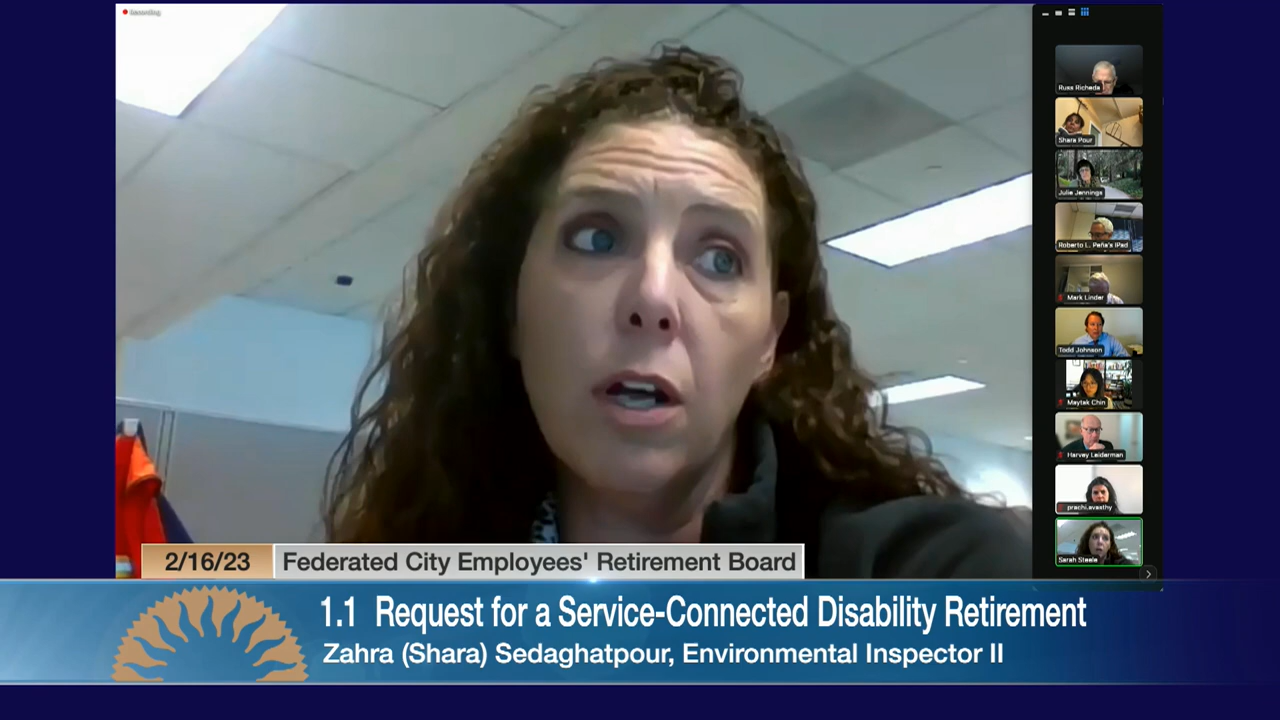 Recording
Russ Richeda
Shara Pour
Julie Jennings
Roberto L. Peña's iPad
Mark Linder
Todd Johnson
Maytak Chin
Harvey Leiderman
prachi.avasthy
Sarah Steele
2/16/23 Federated City Employees' Retirement Board
1.1 Request for a Service-Connected Disability Retirement
Zahra (Shara) Sedaghatpour, Environmental Inspector II